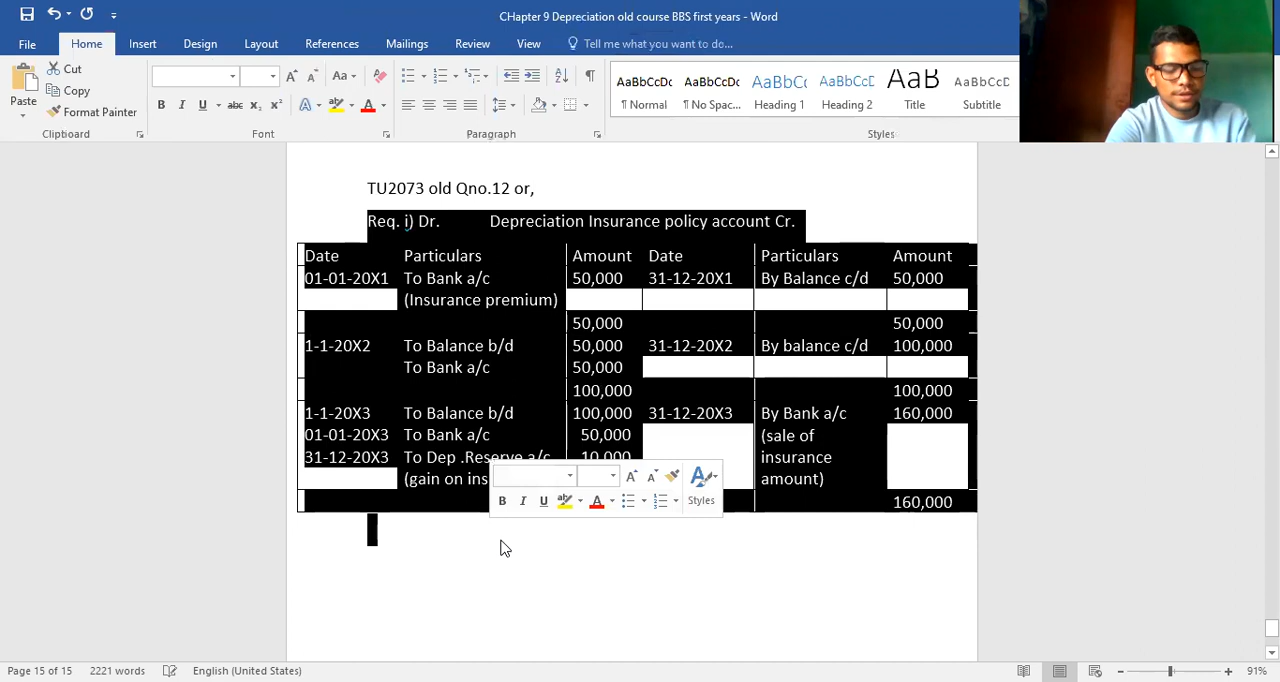 CHapter 9 Depreciation old course BBS first years - Word
File Home Insert Design Layout References Mailings Review View Tell me what you want to do...
Paste
Cut
Copy
Format Painter
Clipboard Font Paragraph Styles
AaBbCcDc AaBbCcDc AaBbCc AaBbCcD AaB AaBbCcD
¶ Normal ¶ No Spac... Heading 1 Heading 2 Title Subtitle
TU2073 old Qno.12 or,
Req. i) Dr. Depreciation Insurance policy account Cr.
Date Particulars Amount Date Particulars Amount
01-01-20X1 To Bank a/c 50,000 31-12-20X1 By Balance c/d 50,000
(Insurance premium)
50,000 50,000
1-1-20X2 To Balance b/d 50,000 31-12-20X2 By balance c/d 100,000
To Bank a/c 50,000
100,000 100,000
1-1-20X3 To Balance b/d 100,000 31-12-20X3 By Bank a/c 160,000
01-01-20X3 To Bank a/c 50,000 (sale of
31-12-20X3 To Dep .Reserve a/c 10,000 insurance
(gain on ins amount)
160,000
Styles
Page 15 of 15 2221 words English (United States) 91%